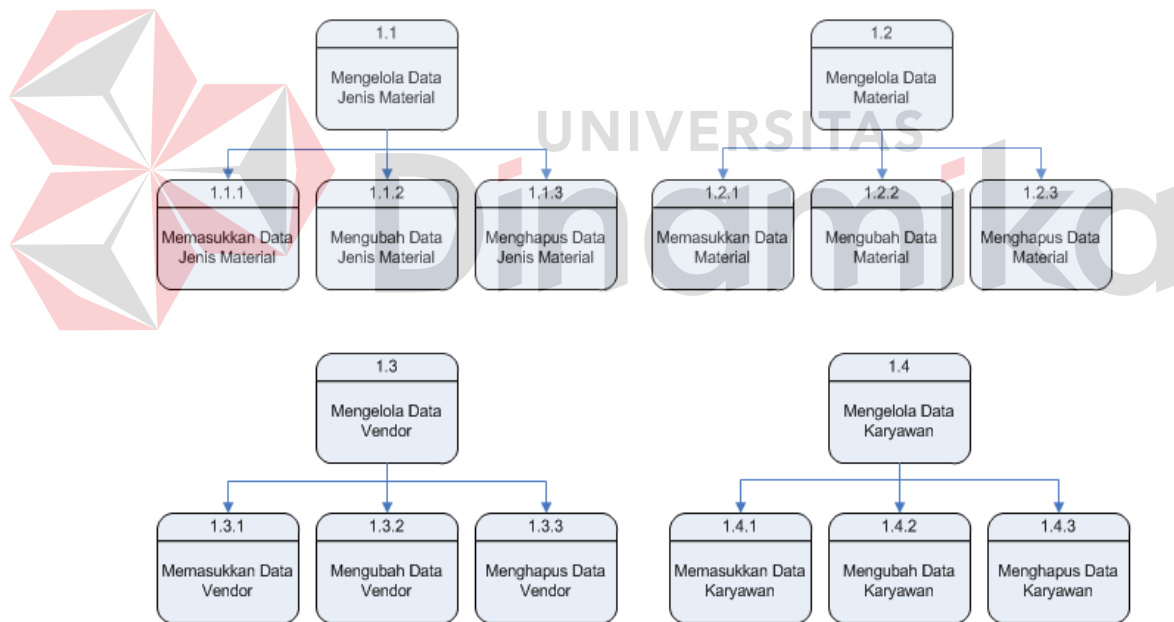 1.1
Mengelola Data
Jenis Material
1.2
Mengelola Data
Material
UNIVERSITAS
Dinamika
1.1.1
Memasukkan Data
Jenis Material
1.1.2
Mengubah Data
Jenis Material
1.1.3
Menghapus Data
Jenis Material
1.2.1
Memasukkan Data
Material
1.2.2
Mengubah Data
Material
1.2.3
Menghapus Data
Material
1.3
Mengelola Data
Vendor
1.4
Mengelola Data
Karyawan
1.3.1
Memasukkan Data
Vendor
1.3.2
Mengubah Data
Vendor
1.3.3
Menghapus Data
Vendor
1.4.1
Memasukkan Data
Karyawan
1.4.2
Mengubah Data
Karyawan
1.4.3
Menghapus Data
Karyawan